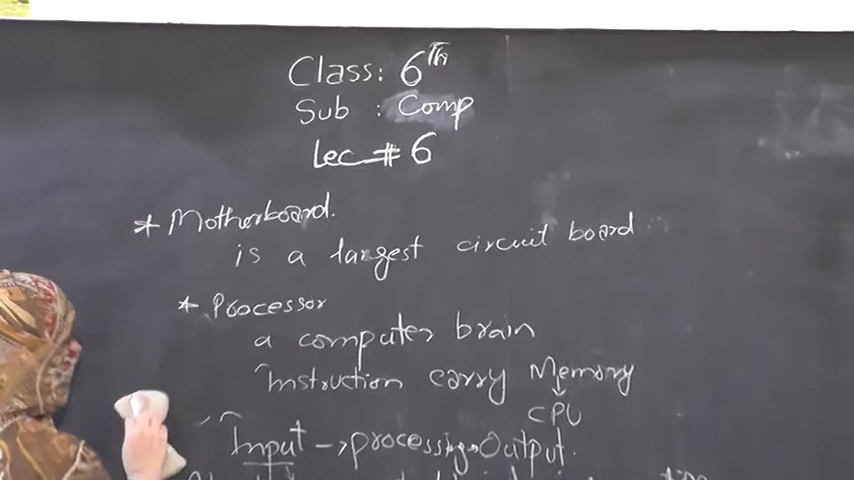 Class: 6th
Sub : Comp
Lec # 6
* Motherboard.
is a largest circuit board
* Processor
a computer brain
Instruction carry Memory
↓
CPU
Input → processing → Output.